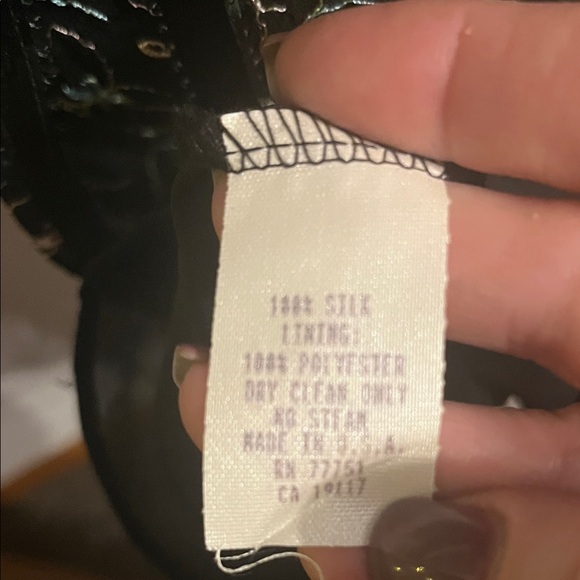 100% SILK
LINING:
100% POLYESTER
DRY CLEAN ONLY
NO STEAM
MADE IN U.S.A.
RN 77751
CA 19117